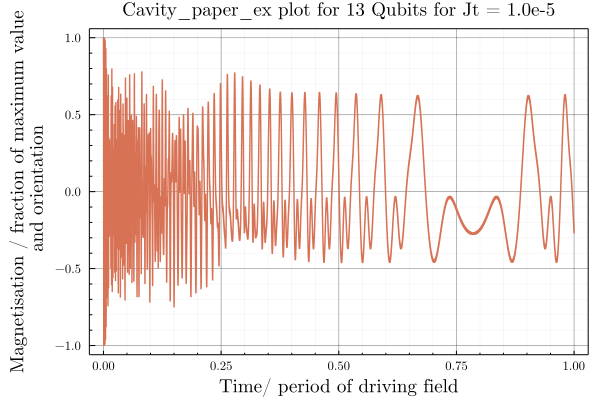 Cavity_paper_ex plot for 13 Qubits for Jt = 1.0e-5
Magnetisation / fraction of maximum value
and orientation
1.0
0.5
0.0
−0.5
−1.0
0.00 0.25 0.50 0.75 1.00
Time/ period of driving field